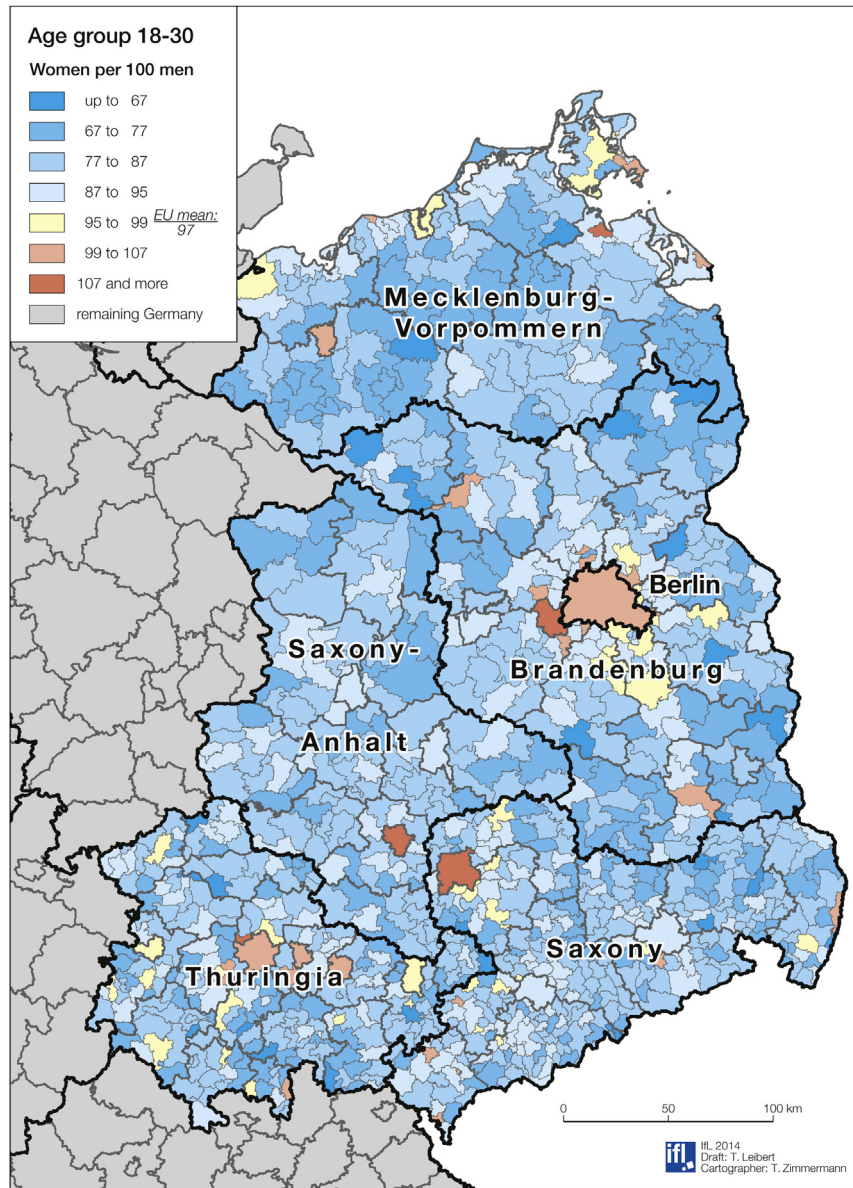 Age group 18-30
Women per 100 men
up to 67
67 to 77
77 to 87
87 to 95
95 to 99 EU mean: 97
99 to 107
107 and more
remaining Germany
Mecklenburg-
Vorpommern
Berlin
Brandenburg
Saxony-
Anhalt
Saxony
Thuringia
0 50 100 km
ifl
IfL 2014
Draft: T. Leibert
Cartographer: T. Zimmermann